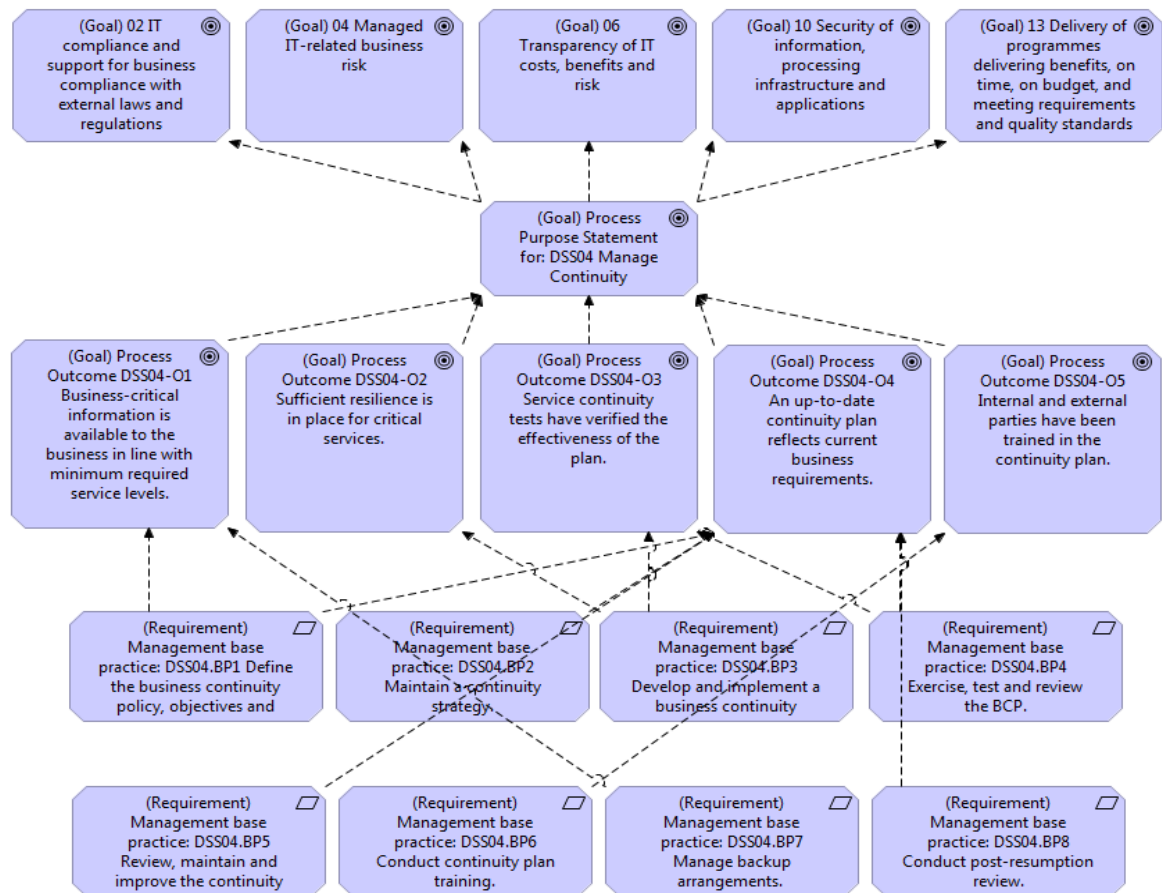 (Goal) 02 IT
compliance and
support for business
compliance with
external laws and
regulations
(Goal) 04 Managed
IT-related business
risk
(Goal) 06
Transparency of IT
costs, benefits and
risk
(Goal) 10 Security of
information,
processing
infrastructure and
applications
(Goal) 13 Delivery of
programmes
delivering benefits, on
time, on budget, and
meeting requirements
and quality standards
(Goal) Process
Purpose Statement
for: DSS04 Manage
Continuity
(Goal) Process
Outcome DSS04-O1
Business-critical
information is
available to the
business in line with
minimum required
service levels.
(Goal) Process
Outcome DSS04-O2
Sufficient resilience is
in place for critical
services.
(Goal) Process
Outcome DSS04-O3
Service continuity
tests have verified the
effectiveness of the
plan.
(Goal) Process
Outcome DSS04-O4
An up-to-date
continuity plan
reflects current
business
requirements.
(Goal) Process
Outcome DSS04-O5
Internal and external
parties have been
trained in the
continuity plan.
(Requirement)
Management base
practice: DSS04.BP1 Define
the business continuity
policy, objectives and
(Requirement)
Management base
practice: DSS04.BP2
Maintain a continuity
strategy.
(Requirement)
Management base
practice: DSS04.BP3
Develop and implement a
business continuity
(Requirement)
Management base
practice: DSS04.BP4
Exercise, test and review
the BCP.
(Requirement)
Management base
practice: DSS04.BP5
Review, maintain and
improve the continuity
(Requirement)
Management base
practice: DSS04.BP6
Conduct continuity plan
training.
(Requirement)
Management base
practice: DSS04.BP7
Manage backup
arrangements.
(Requirement)
Management base
practice: DSS04.BP8
Conduct post-resumption
review.